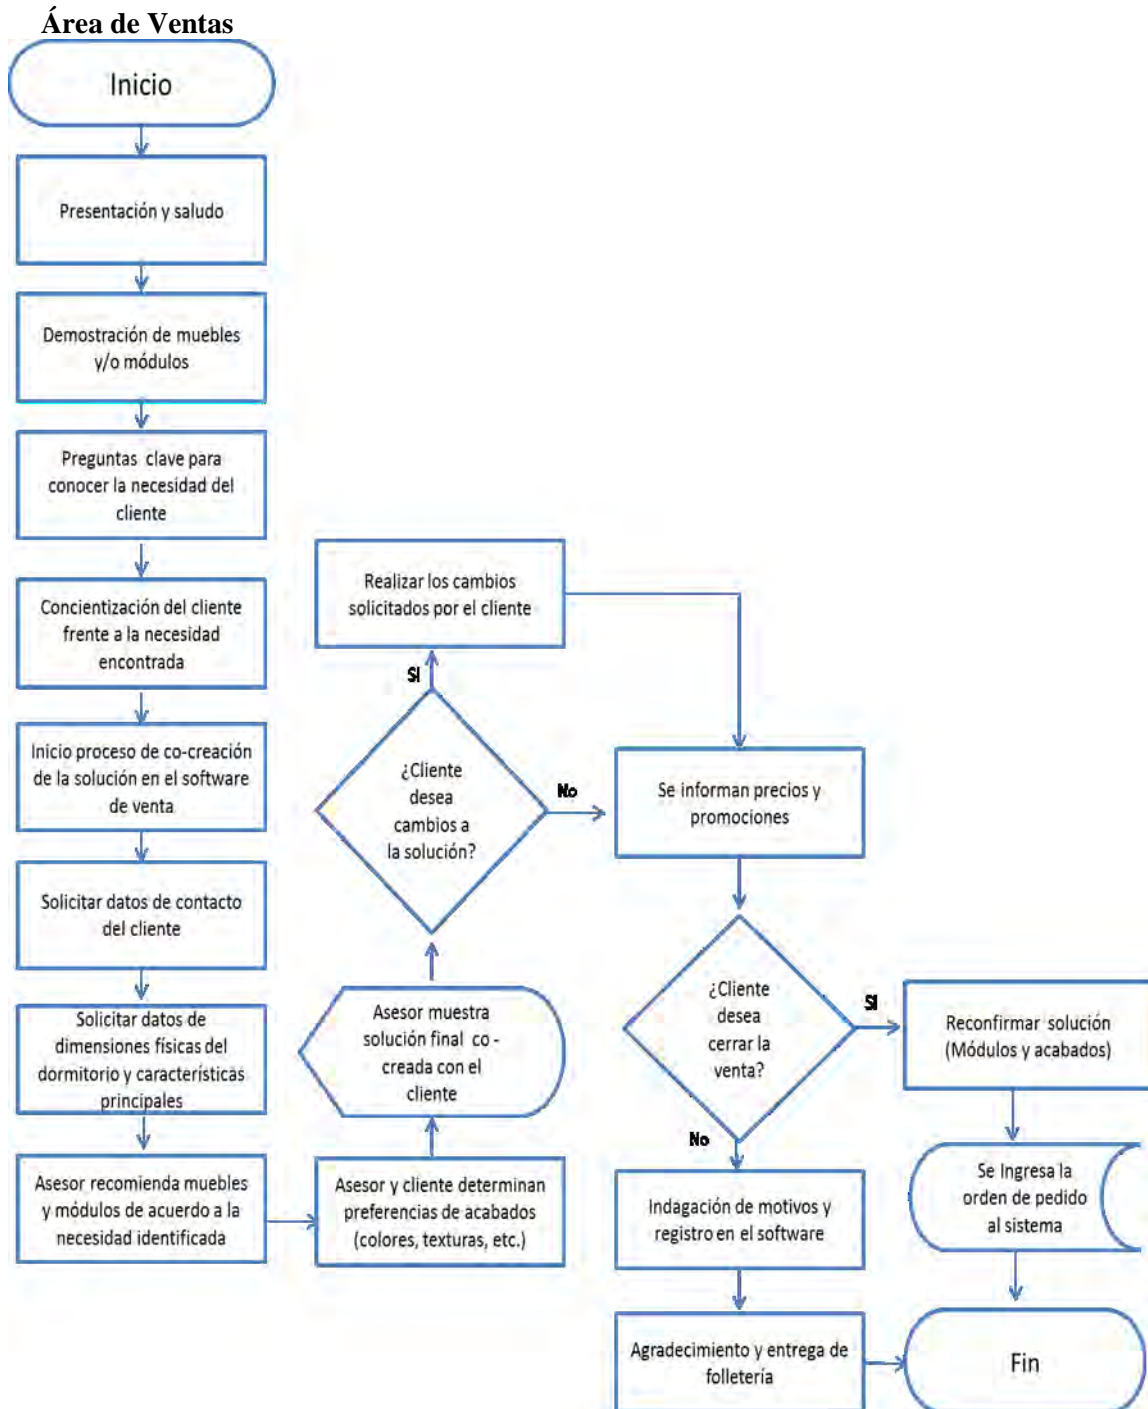 Área de Ventas
Inicio
Presentación y saludo
Demostración de muebles
y/o módulos
Preguntas clave para
conocer la necesidad del
cliente
Concientización del cliente
frente a la necesidad
encontrada
Inicio proceso de co-creación
de la solución en el software
de venta
Solicitar datos de contacto
del cliente
Solicitar datos de
dimensiones físicas del
dormitorio y características
principales
Asesor recomienda muebles
y módulos de acuerdo a la
necesidad identificada
Asesor y cliente determinan
preferencias de acabados
(colores, texturas, etc.)
Asesor muestra
solución final co -
creada con el
cliente
¿Cliente
desea
cambios a
la solución?
SI
Realizar los cambios
solicitados por el cliente
No
Se informan precios y
promociones
¿Cliente
desea
cerrar la
venta?
SI
Reconfirmar solución
(Módulos y acabados)
Se Ingresa la
orden de pedido
al sistema
No
Indagación de motivos y
registro en el software
Agradecimiento y entrega de
folletería
Fin